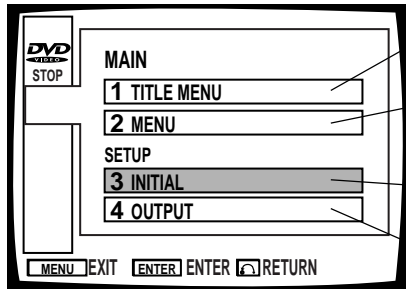 DVD
VIDEO
STOP
MAIN
1 TITLE MENU
2 MENU
SETUP
3 INITIAL
4 OUTPUT
MENU EXIT ENTER ENTER RETURN